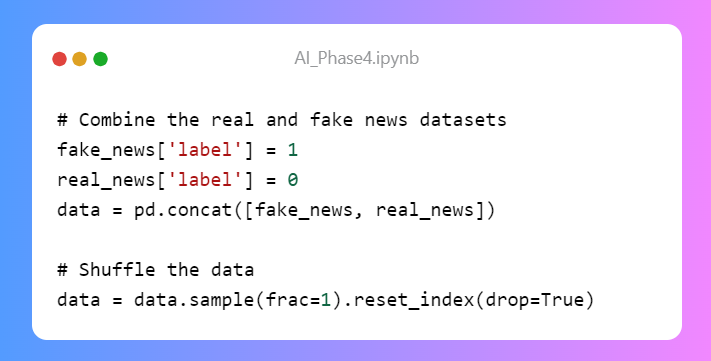 AI_Phase4.ipynb
# Combine the real and fake news datasets
fake_news['label'] = 1
real_news['label'] = 0
data = pd.concat([fake_news, real_news])
# Shuffle the data
data = data.sample(frac=1).reset_index(drop=True)